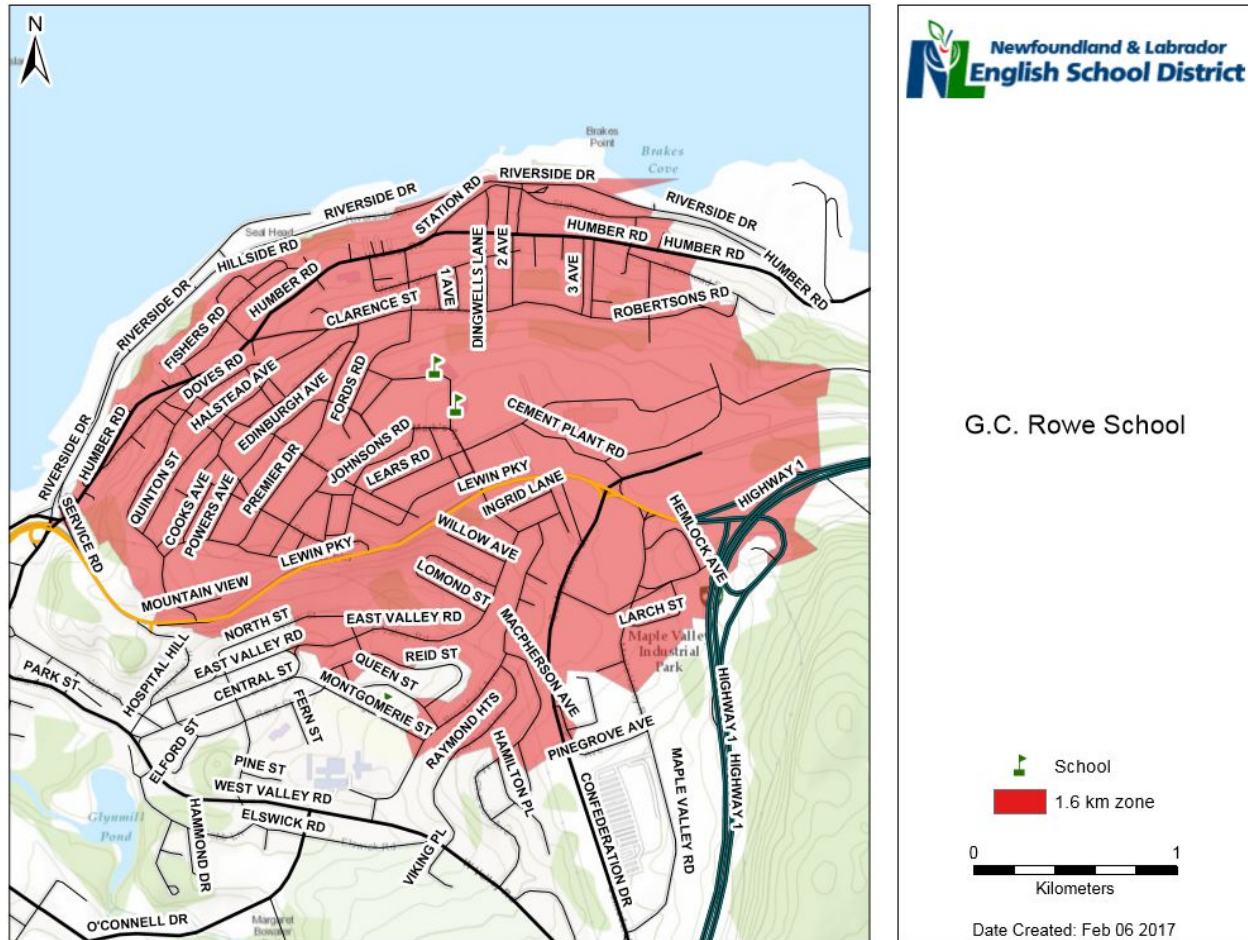 N
Brakes
Point
Brakes
Cove
RIVERSIDE DR
RIVERSIDE DR
STATION RD
RIVERSIDE DR
Seal Head
HILLSIDE RD
HUMBER RD
HUMBER RD
HUMBER RD
DINGWELLS LANE
2 AVE
3 AVE
1 AVE
HUMBER RD
RIVERSIDE DR
FISHERS RD
CLARENCE ST
ROBERTSONS RD
DOVES RD
HALSTEAD AVE
EDINBURGH AVE
FORDS RD
CEMENT PLANT RD
RIVERSIDE DR
HUMBER RD
QUINTON ST
COOKS AVE
POWERS AVE
PREMIER DR
JOHNSONS RD
LEARS RD
LEWIN PKY
INGRID LANE
HIGHWAY 1
HEMLOCK AVE
SERVICE RD
WILLOW AVE
LEWIN PKY
LOMOND ST
MOUNTAIN VIEW
LARCH ST
NORTH ST
EAST VALLEY RD
MACPHERSON AVE
Maple Valley
Industrial
Park
HOSPITAL HILL
EAST VALLEY RD
REID ST
QUEEN ST
PARK ST
CENTRAL ST
FERN ST
MONTGOMERIE ST
RAYMOND HTS
HIGHWAY 1
HIGHWAY 1
ELFORD ST
HAMILTON PL
PINEGROVE AVE
MAPLE VALLEY RD
PINE ST
WEST VALLEY RD
CONFEDERATION DR
Glynmill
Pond
HAMMOND DR
ELSWICK RD
VIKING PL
O'CONNELL DR
Margaret
Bowater
NL
Newfoundland & Labrador
English School District
G.C. Rowe School
School
1.6 km zone
0 1
Kilometers
Date Created: Feb 06 2017